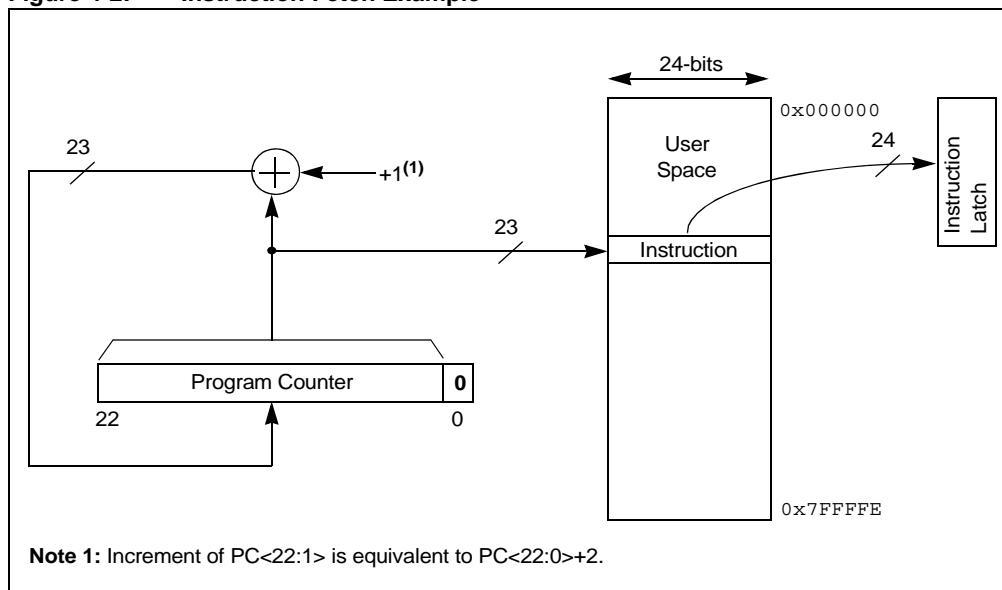 24-bits
0x000000
23
+1(1)
User
Space
24
Instruction
Latch
23
Instruction
Program Counter
0
22
0
0x7FFFFE
Note 1: Increment of PC<22:1> is equivalent to PC<22:0>+2.